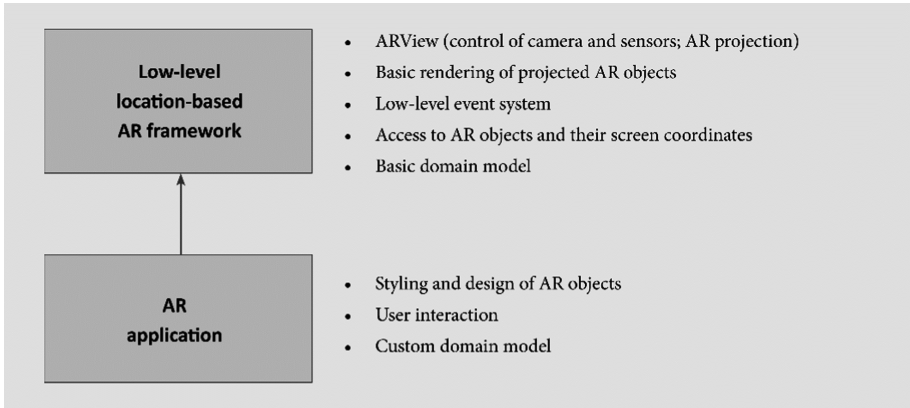 Low-level
location-based
AR framework
• ARView (control of camera and sensors; AR projection)
• Basic rendering of projected AR objects
• Low-level event system
• Access to AR objects and their screen coordinates
• Basic domain model
AR
application
• Styling and design of AR objects
• User interaction
• Custom domain model